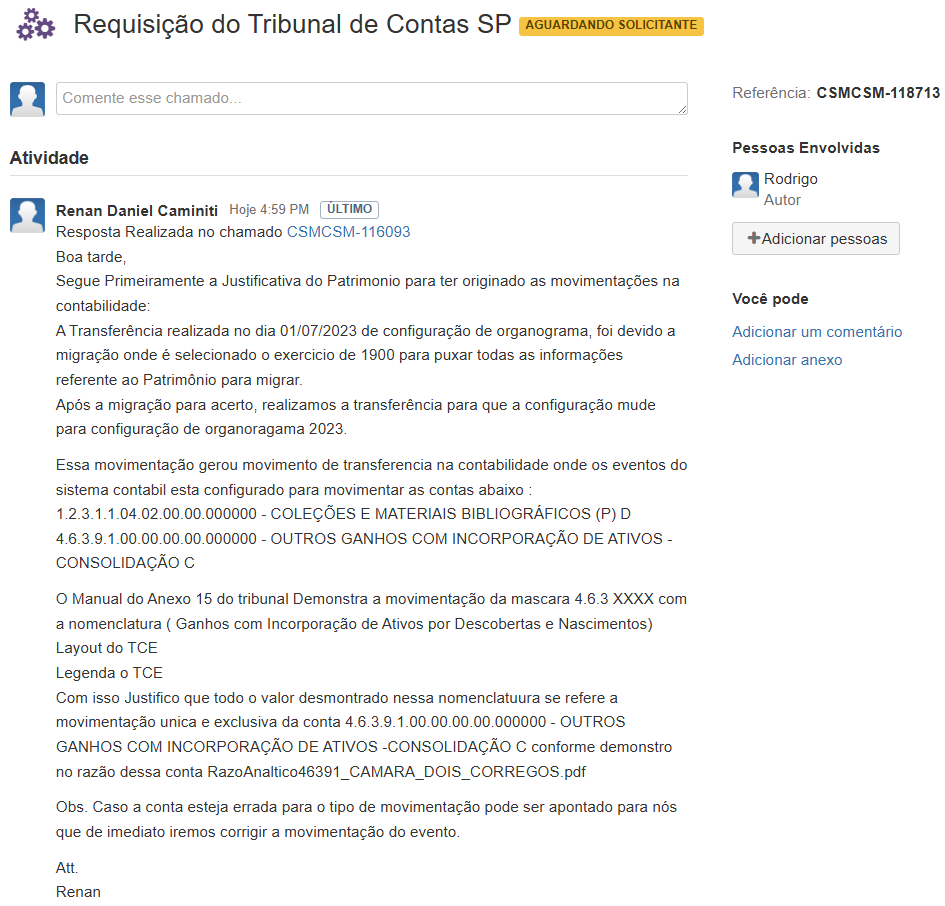 Requisição do Tribunal de Contas SP AGUARDANDO SOLICITANTE
Comente esse chamado...
Atividade
Renan Daniel Caminiti Hoje 4:59 PM ÚLTIMO
Resposta Realizada no chamado CSMCSM-116093
Boa tarde,
Segue Primeiramente a Justificativa do Patrimonio para ter originado as movimentações na
contabilidade:
A Transferência realizada no dia 01/07/2023 de configuração de organograma, foi devido a
migração onde é selecionado o exercicio de 1900 para puxar todas as informações
referente ao Patrimônio para migrar.
Após a migração para acerto, realizamos a transferência para que a configuração mude
para configuração de organoragama 2023.
Essa movimentação gerou movimento de transferencia na contabilidade onde os eventos do
sistema contabil esta configurado para movimentar as contas abaixo :
1.2.3.1.1.04.02.00.00.000000 - COLEÇÕES E MATERIAIS BIBLIOGRÁFICOS (P) D
4.6.3.9.1.00.00.00.00.000000 - OUTROS GANHOS COM INCORPORAÇÃO DE ATIVOS -
CONSOLIDAÇÃO C
O Manual do Anexo 15 do tribunal Demonstra a movimentação da mascara 4.6.3 XXXX com
a nomenclatura ( Ganhos com Incorporação de Ativos por Descobertas e Nascimentos)
Layout do TCE
Legenda o TCE
Com isso Justifico que todo o valor desmontrado nessa nomenclatuura se refere a
movimentação unica e exclusiva da conta 4.6.3.9.1.00.00.00.00.000000 - OUTROS
GANHOS COM INCORPORAÇÃO DE ATIVOS -CONSOLIDAÇÃO C conforme demonstro
no razão dessa conta RazoAnaltico46391_CAMARA_DOIS_CORREGOS.pdf
Obs. Caso a conta esteja errada para o tipo de movimentação pode ser apontado para nós
que de imediato iremos corrigir a movimentação do evento.
Att.
Renan
Referência: CSMCSM-118713
Pessoas Envolvidas
Rodrigo
Autor
+Adicionar pessoas
Você pode
Adicionar um comentário
Adicionar anexo